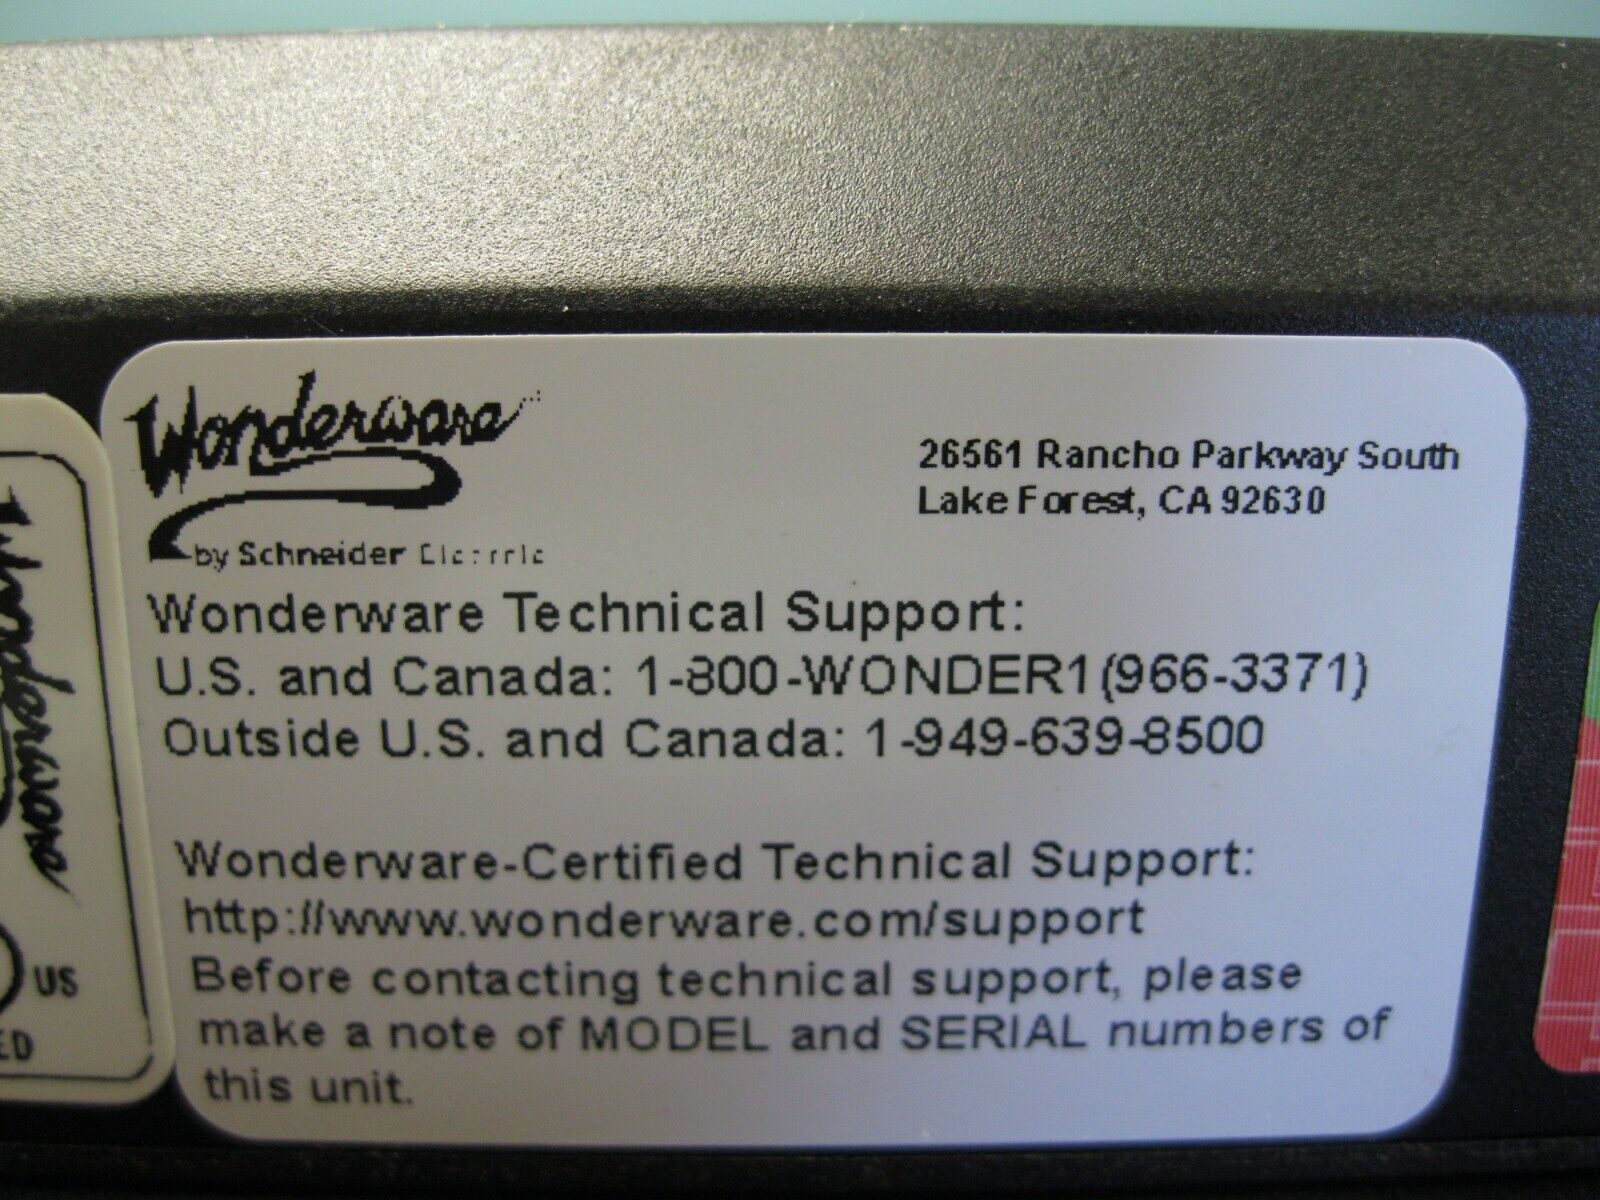 Wonderware
by Schneider Electric
26561 Rancho Parkway South
Lake Forest, CA 92630
Wonderware Technical Support:
U.S. and Canada: 1-800-WONDER1(966-3371)
Outside U.S. and Canada: 1-949-639-8500
Wonderware-Certified Technical Support:
http://www.wonderware.com/support
Before contacting technical support, please
make a note of MODEL and SERIAL numbers of
this unit.
Wonderware
US